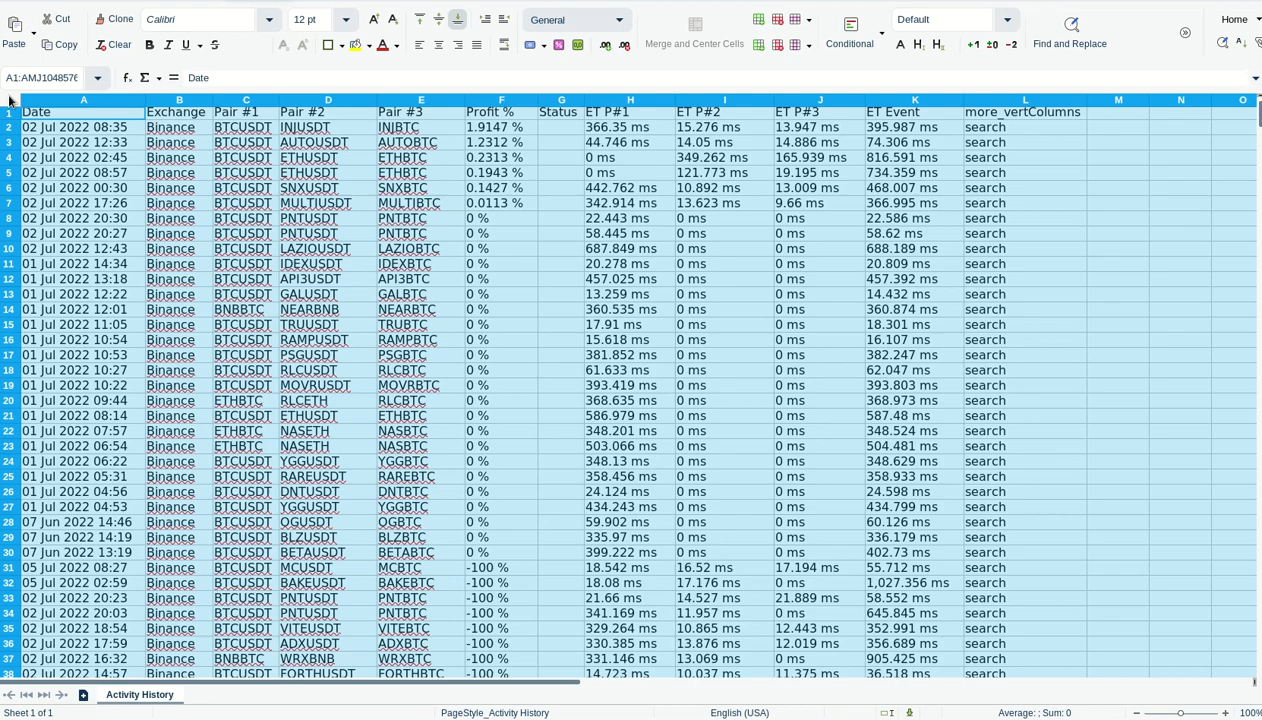 Cut Clone Calibri 12 pt General Default Home
Paste Copy Clear Merge and Center Cells Conditional Find and Replace
A1:AMJ1048576 Date
A B C D E F G H I J K L M N O
1 Date Exchange Pair #1 Pair #2 Pair #3 Profit % Status ET P#1 ET P#2 ET P#3 ET Event more_vertColumns
2 02 Jul 2022 08:35 Binance BTCUSDT INJUSDT INJBTC 1.9147 % 366.35 ms 15.276 ms 13.947 ms 395.987 ms search
3 02 Jul 2022 12:33 Binance BTCUSDT AUTOUSDT AUTOBTC 1.2312 % 44.746 ms 14.05 ms 14.886 ms 74.306 ms search
4 02 Jul 2022 02:45 Binance BTCUSDT ETHUSDT ETHBTC 0.2313 % 0 ms 349.262 ms 165.939 ms 816.591 ms search
5 02 Jul 2022 08:57 Binance BTCUSDT ETHUSDT ETHBTC 0.1943 % 0 ms 121.773 ms 19.195 ms 734.359 ms search
6 02 Jul 2022 00:30 Binance BTCUSDT SNXUSDT SNXBTC 0.1427 % 442.762 ms 10.892 ms 13.009 ms 468.007 ms search
7 02 Jul 2022 17:26 Binance BTCUSDT MULTIUSDT MULTIBTC 0.0113 % 342.914 ms 13.623 ms 9.66 ms 366.995 ms search
8 02 Jul 2022 20:30 Binance BTCUSDT PNTUSDT PNTBTC 0 % 22.443 ms 0 ms 0 ms 22.586 ms search
9 02 Jul 2022 20:27 Binance BTCUSDT PNTUSDT PNTBTC 0 % 58.445 ms 0 ms 0 ms 58.62 ms search
10 02 Jul 2022 12:43 Binance BTCUSDT LAZIOUSDT LAZIOBTC 0 % 687.849 ms 0 ms 0 ms 688.189 ms search
11 01 Jul 2022 14:34 Binance BTCUSDT IDEXUSDT IDEXBTC 0 % 20.278 ms 0 ms 0 ms 20.809 ms search
12 01 Jul 2022 13:18 Binance BTCUSDT API3USDT API3BTC 0 % 457.025 ms 0 ms 0 ms 457.392 ms search
13 01 Jul 2022 12:22 Binance BTCUSDT GALUSDT GALBTC 0 % 13.259 ms 0 ms 0 ms 14.432 ms search
14 01 Jul 2022 12:01 Binance BNBBTC NEARBNB NEARBTC 0 % 360.535 ms 0 ms 0 ms 360.874 ms search
15 01 Jul 2022 11:05 Binance BTCUSDT TRUUSDT TRUBTC 0 % 17.91 ms 0 ms 0 ms 18.301 ms search
16 01 Jul 2022 10:54 Binance BTCUSDT RAMPUSDT RAMPBTC 0 % 15.618 ms 0 ms 0 ms 16.107 ms search
17 01 Jul 2022 10:53 Binance BTCUSDT PSGUSDT PSGBTC 0 % 381.852 ms 0 ms 0 ms 382.247 ms search
18 01 Jul 2022 10:27 Binance BTCUSDT RLCUSDT RLCBTC 0 % 61.633 ms 0 ms 0 ms 62.047 ms search
19 01 Jul 2022 10:22 Binance BTCUSDT MOVRUSDT MOVRBTC 0 % 393.419 ms 0 ms 0 ms 393.803 ms search
20 01 Jul 2022 09:44 Binance ETHBTC RLCETH RLCBTC 0 % 368.635 ms 0 ms 0 ms 368.973 ms search
21 01 Jul 2022 08:14 Binance BTCUSDT ETHUSDT ETHBTC 0 % 586.979 ms 0 ms 0 ms 587.48 ms search
22 01 Jul 2022 07:57 Binance ETHBTC NASETH NASBTC 0 % 348.201 ms 0 ms 0 ms 348.524 ms search
23 01 Jul 2022 06:54 Binance ETHBTC NASETH NASBTC 0 % 503.066 ms 0 ms 0 ms 504.481 ms search
24 01 Jul 2022 06:22 Binance BTCUSDT YGGUSDT YGGBTC 0 % 348.13 ms 0 ms 0 ms 348.629 ms search
25 01 Jul 2022 05:31 Binance BTCUSDT RAREUSDT RAREBTC 0 % 358.456 ms 0 ms 0 ms 358.933 ms search
26 01 Jul 2022 04:56 Binance BTCUSDT DNTUSDT DNTBTC 0 % 24.124 ms 0 ms 0 ms 24.598 ms search
27 01 Jul 2022 04:53 Binance BTCUSDT YGGUSDT YGGBTC 0 % 434.243 ms 0 ms 0 ms 434.799 ms search
28 07 Jun 2022 14:46 Binance BTCUSDT OGUSDT OGBTC 0 % 59.902 ms 0 ms 0 ms 60.126 ms search
29 07 Jun 2022 14:19 Binance BTCUSDT BLZUSDT BLZBTC 0 % 335.97 ms 0 ms 0 ms 336.179 ms search
30 07 Jun 2022 13:19 Binance BTCUSDT BETAUSDT BETABTC 0 % 399.222 ms 0 ms 0 ms 402.73 ms search
31 05 Jul 2022 08:27 Binance BTCUSDT MCUSDT MCBTC -100 % 18.542 ms 16.52 ms 17.194 ms 55.712 ms search
32 05 Jul 2022 02:59 Binance BTCUSDT BAKEUSDT BAKEBTC -100 % 18.08 ms 17.176 ms 0 ms 1,027.356 ms search
33 02 Jul 2022 20:23 Binance BTCUSDT PNTUSDT PNTBTC -100 % 21.66 ms 14.527 ms 21.889 ms 58.552 ms search
34 02 Jul 2022 20:03 Binance BTCUSDT PNTUSDT PNTBTC -100 % 341.169 ms 11.957 ms 0 ms 645.845 ms search
35 02 Jul 2022 18:54 Binance BTCUSDT VITEUSDT VITEBTC -100 % 329.264 ms 10.865 ms 12.443 ms 352.991 ms search
36 02 Jul 2022 17:59 Binance BTCUSDT ADXUSDT ADXBTC -100 % 330.385 ms 13.876 ms 12.019 ms 356.689 ms search
37 02 Jul 2022 16:32 Binance BNBBTC WRXBNB WRXBTC -100 % 331.146 ms 13.069 ms 0 ms 905.425 ms search
38 02 Jul 2022 14:57 Binance BTCUSDT FORTHUSDT FORTHBTC -100 % 14.723 ms 10.037 ms 11.375 ms 36.518 ms search
Activity History
Sheet 1 of 1 PageStyle_Activity History English (USA) Average: ; Sum: 0 100%